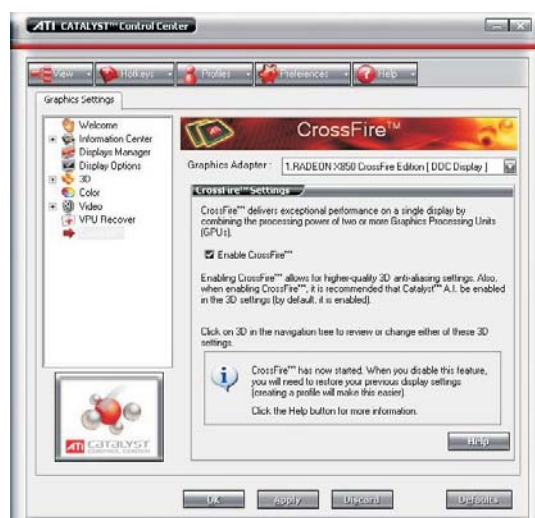 ATI CATALYST™ Control Center
View
Hotkeys
Profiles
Preferences
Help
Graphics Settings
Welcome
Information Center
Displays Manager
Display Options
3D
Color
Video
VPU Recover
CrossFire™
Graphics Adapter :
1.RADEON X850 CrossFire Edition [ DDC Display ]
CrossFire™ Settings
CrossFire™ delivers exceptional performance on a single display by
combining the processing power of two or more Graphics Processing Units
(GPUs).
Enable CrossFire™
Enabling CrossFire™ allows for higher-quality 3D anti-aliasing settings. Also,
when enabling CrossFire™, it is recommended that Catalyst™ A.I. be enabled
in the 3D settings (by default, it is enabled).
Click on 3D in the navigation tree to review or change either of these 3D
settings.
CrossFire™ has now started. When you disable this feature,
you will need to restore your previous display settings
(creating a profile will make this easier)
Click the Help button for more information.
Help
ATI CATALYST
CONTROL CENTER
OK
Apply
Discard
Defaults